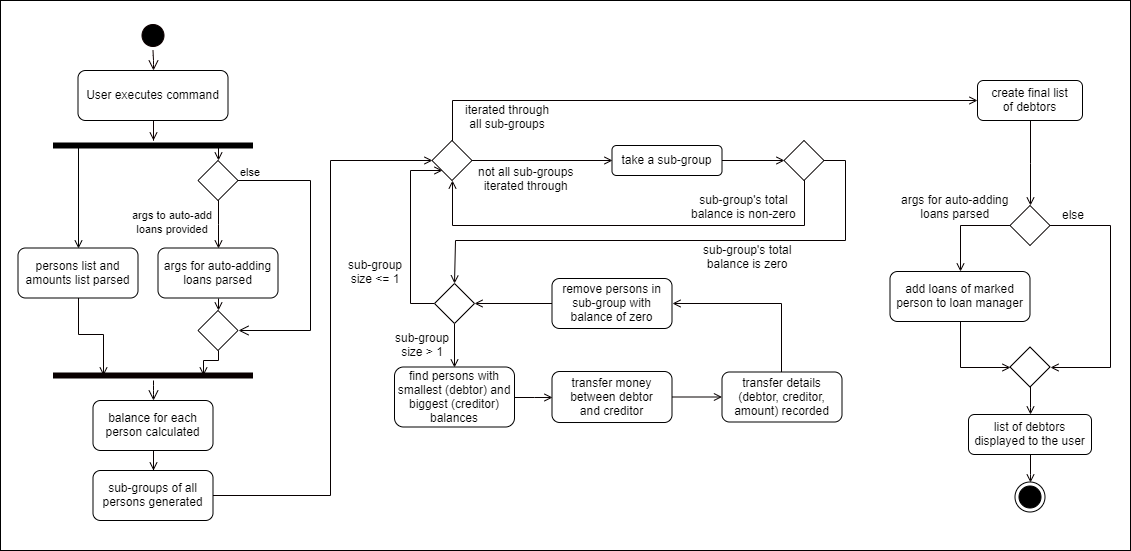 User executes command
else
args to auto-add
loans provided
persons list and
amounts list parsed
args for auto-adding
loans parsed
balance for each
person calculated
sub-groups of all
persons generated
iterated through
all sub-groups
not all sub-groups
iterated through
take a sub-group
sub-group's total
balance is non-zero
sub-group's total
balance is zero
sub-group
size <= 1
sub-group
size > 1
find persons with
smallest (debtor) and
biggest (creditor)
balances
transfer money
between debtor
and creditor
transfer details
(debtor, creditor,
amount) recorded
remove persons in
sub-group with
balance of zero
create final list
of debtors
args for auto-adding
loans parsed
else
add loans of marked
person to loan manager
list of debtors
displayed to the user